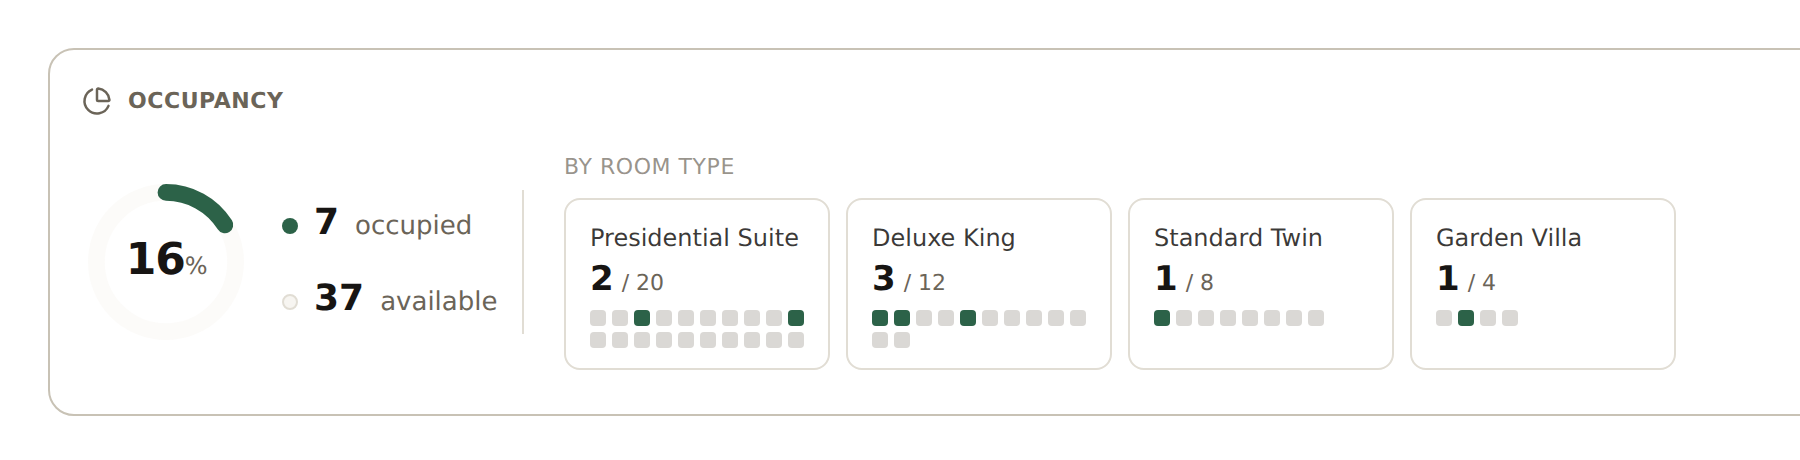 OCCUPANCY
16%
7 occupied
37 available
BY ROOM TYPE
Presidential Suite
2 / 20
Deluxe King
3 / 12
Standard Twin
1 / 8
Garden Villa
1 / 4